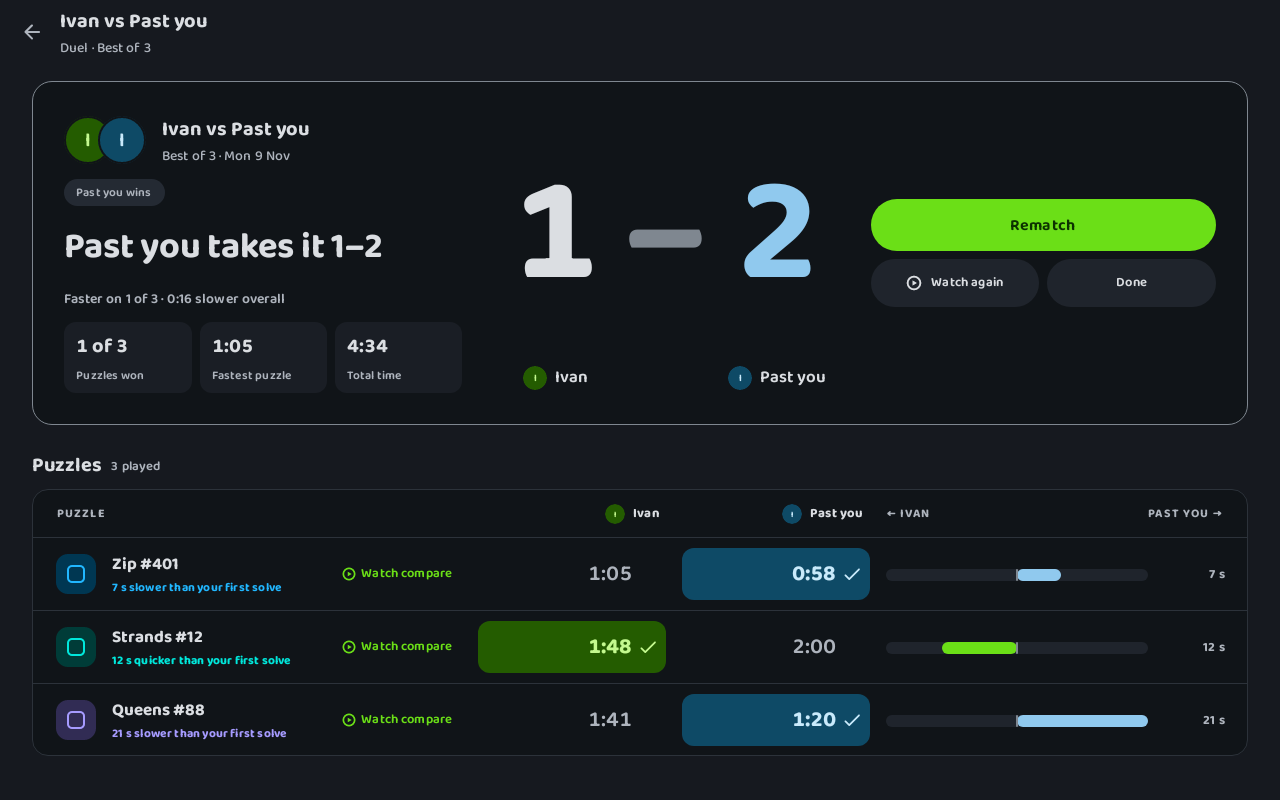 Ivan vs Past you
Duel · Best of 3
I
I
Ivan vs Past you
Best of 3 · Mon 9 Nov
Past you wins
Past you takes it 1–2
Faster on 1 of 3 · 0:16 slower overall
1 of 3
Puzzles won
1:05
Fastest puzzle
4:34
Total time
1 – 2
I Ivan
I Past you
Rematch
Watch again
Done
Puzzles 3 played
PUZZLE
I Ivan
I Past you
← IVAN
PAST YOU →
Zip #401
7 s slower than your first solve
Watch compare
1:05
0:58
7 s
Strands #12
12 s quicker than your first solve
Watch compare
1:48
2:00
12 s
Queens #88
21 s slower than your first solve
Watch compare
1:41
1:20
21 s